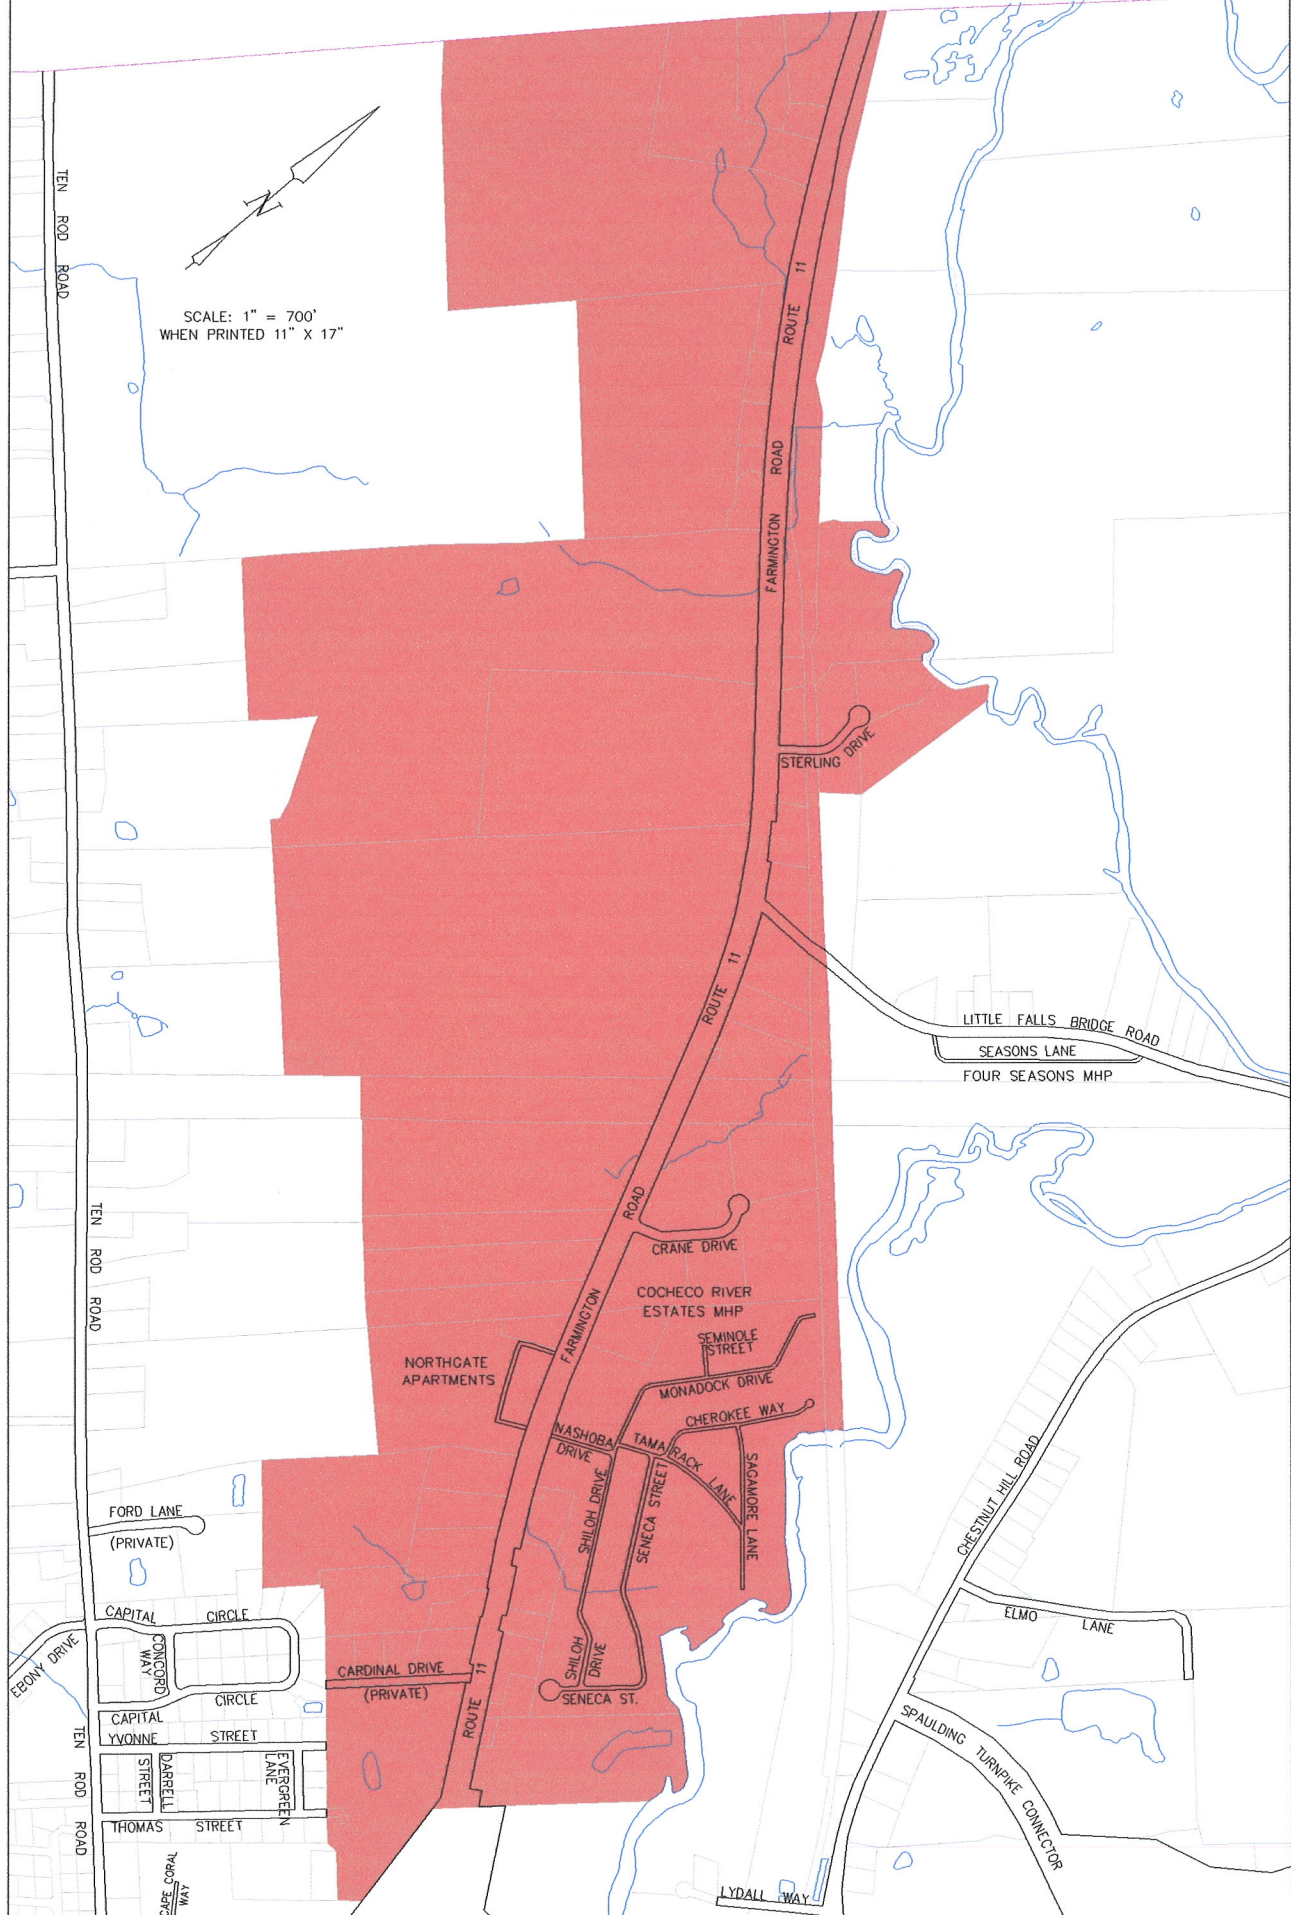 TEN ROD ROAD
N
SCALE: 1" = 700'
WHEN PRINTED 11" X 17"
ROUTE 11
FARMINGTON ROAD
STERLING DRIVE
ROUTE 11
LITTLE FALLS BRIDGE ROAD
SEASONS LANE
FOUR SEASONS MHP
TEN ROD ROAD
FARMINGTON ROAD
CRANE DRIVE
COCHECO RIVER
ESTATES MHP
SEMINOLE
STREET
NORTHGATE
APARTMENTS
MONADOCK DRIVE
CHEROKEE WAY
NASHOBA
DRIVE
TAMARACK LANE
SAGAMORE LANE
SHILOH DRIVE
SENECA STREET
CHESTNUT HILL ROAD
FORD LANE
(PRIVATE)
ELMO LANE
CAPITAL CIRCLE
EBONY DRIVE
CONCORD
WAY
SHILOH
DRIVE
CARDINAL DRIVE
(PRIVATE)
ROUTE 11
SENECA ST.
CIRCLE
CAPITAL
YVONNE STREET
SPAULDING TURNPIKE CONNECTOR
TEN ROD ROAD
DARRELL
STREET
EVERGREEN
LANE
THOMAS STREET
CAPE CORAL
WAY
LYDALL WAY